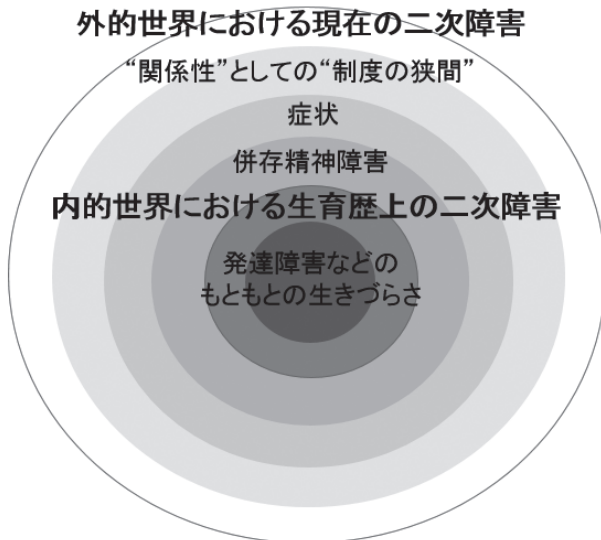 外的世界における現在の二次障害
“関係性”としての“制度の狭間”
症状
併存精神障害
内的世界における生育歴上の二次障害
発達障害などの
もともとの生きづらさ